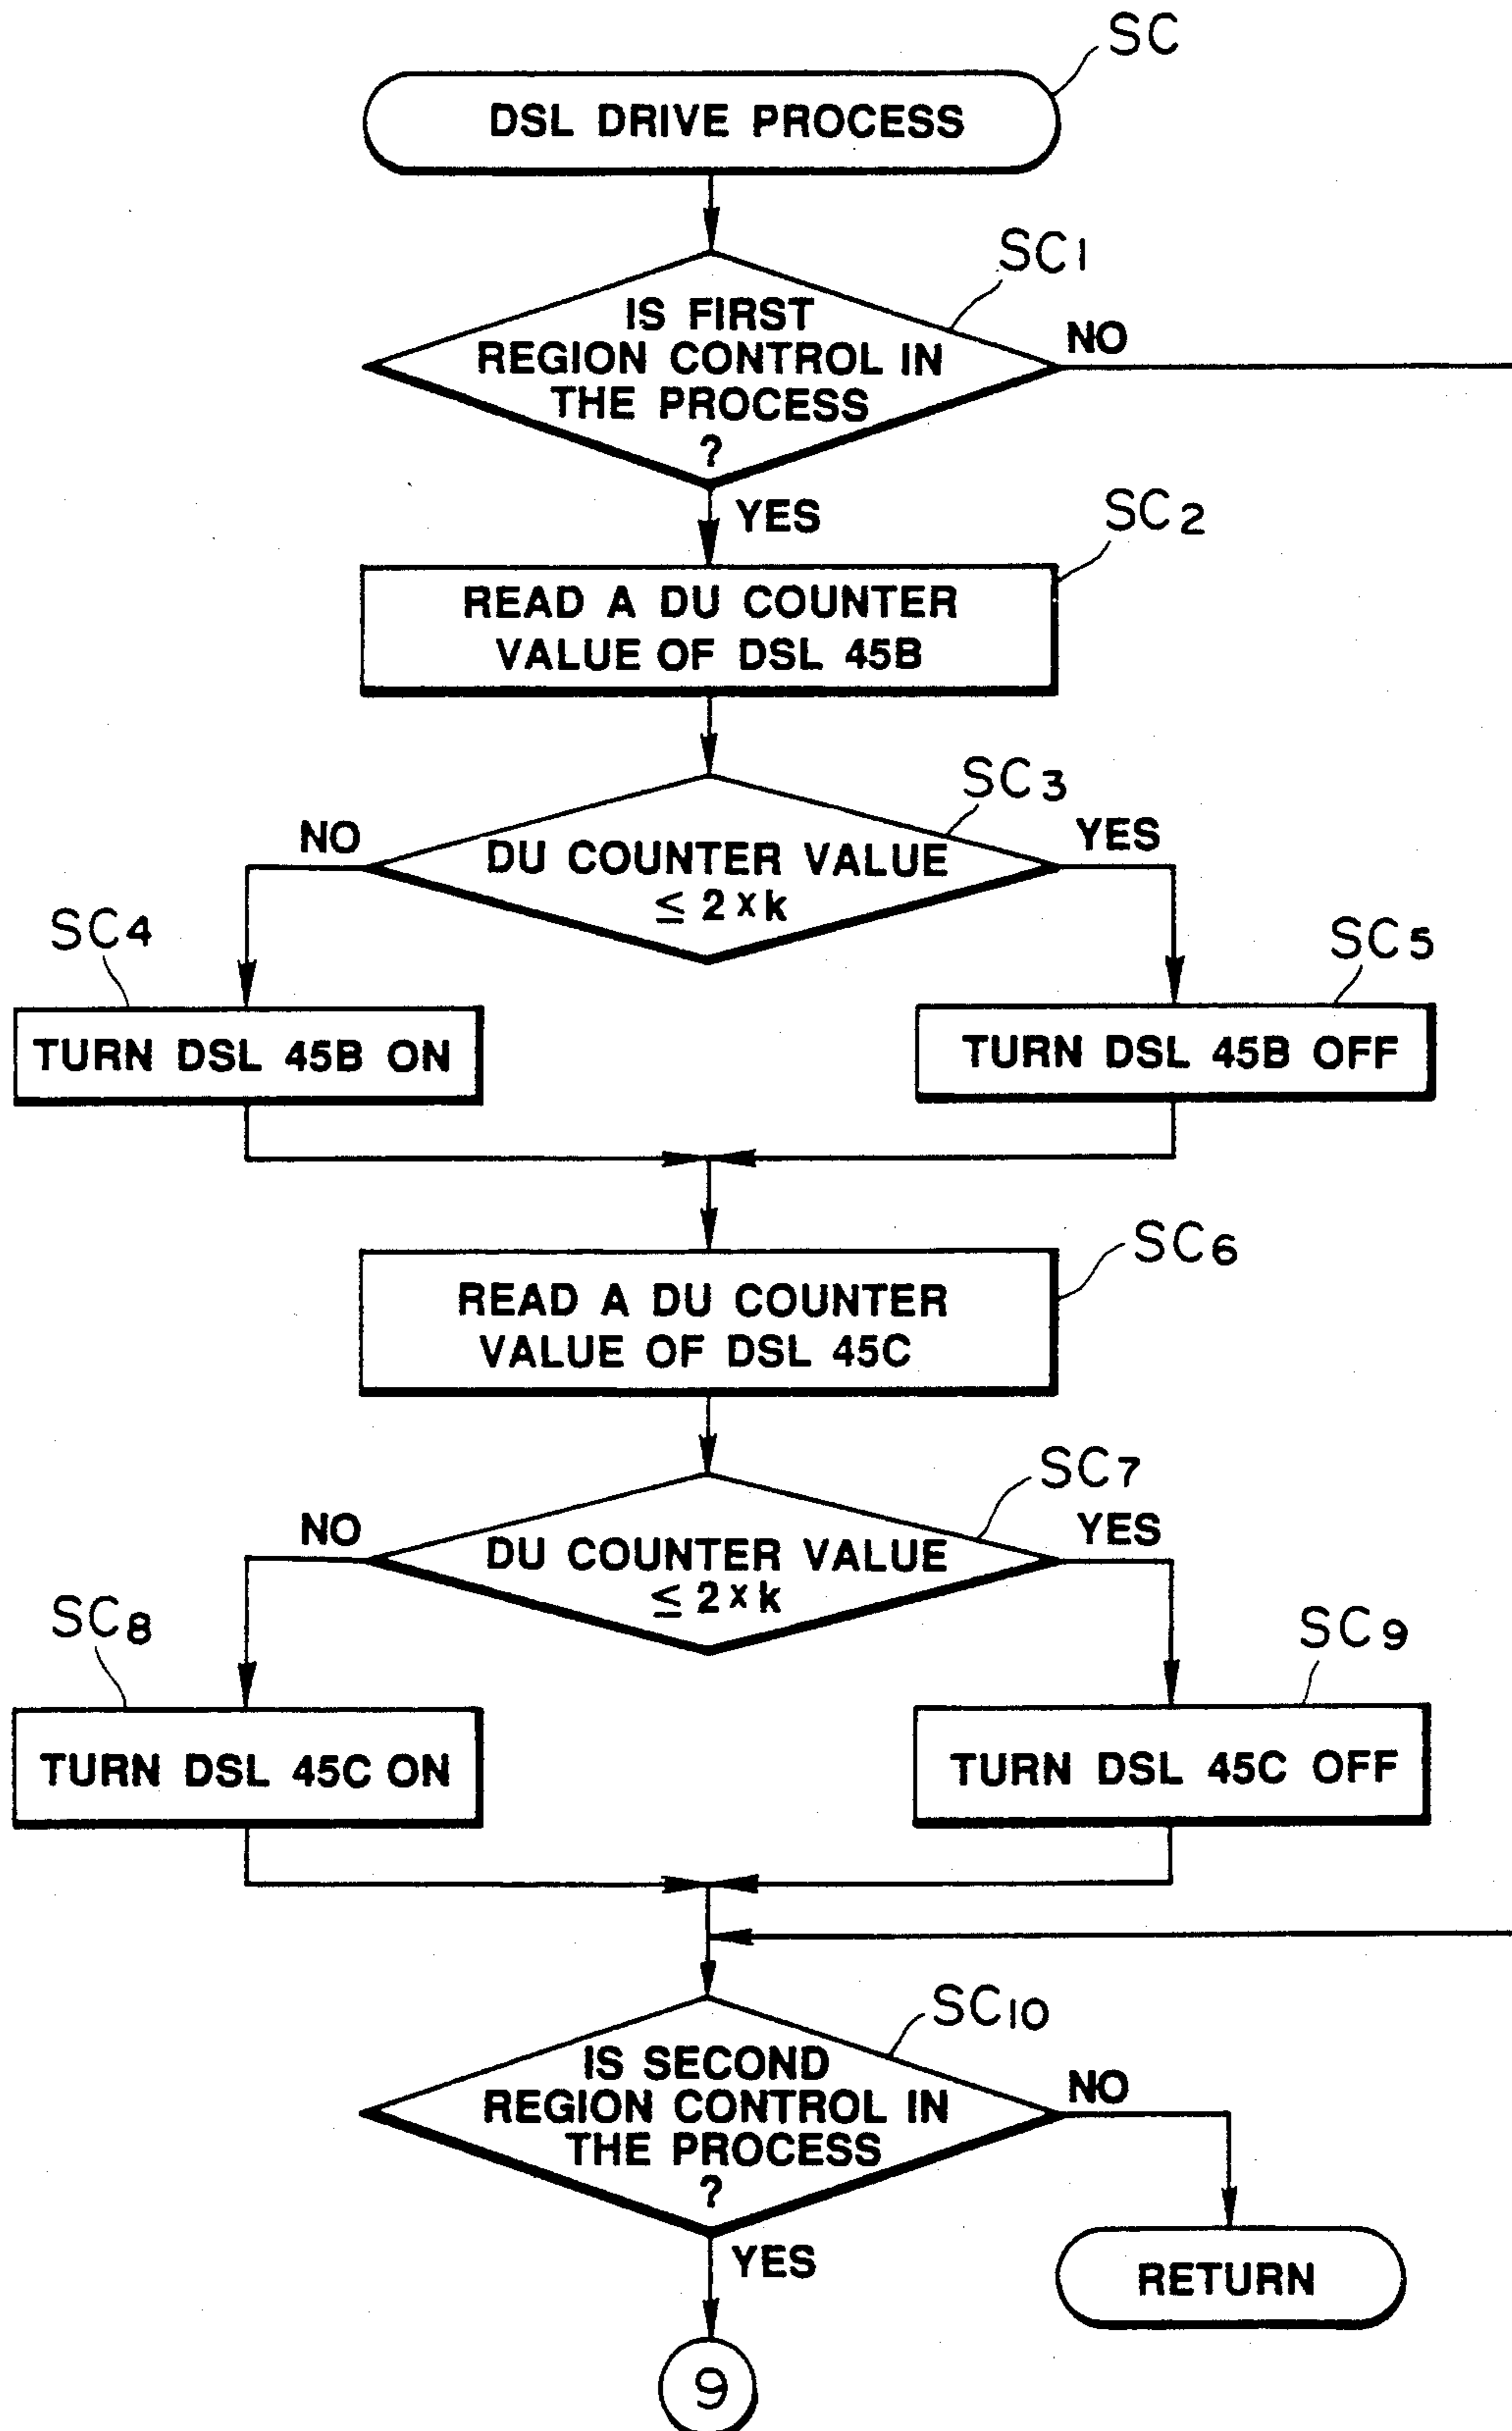 SC
DSL DRIVE PROCESS
SC1
IS FIRST
REGION CONTROL IN
THE PROCESS
?
NO
YES
SC2
READ A DU COUNTER
VALUE OF DSL 45B
SC3
NO
YES
DU COUNTER VALUE
≤ 2×k
SC4
SC5
TURN DSL 45B ON
TURN DSL 45B OFF
SC6
READ A DU COUNTER
VALUE OF DSL 45C
SC7
NO
YES
DU COUNTER VALUE
≤ 2×k
SC8
SC9
TURN DSL 45C ON
TURN DSL 45C OFF
SC10
IS SECOND
REGION CONTROL IN
THE PROCESS
?
NO
YES
RETURN
9